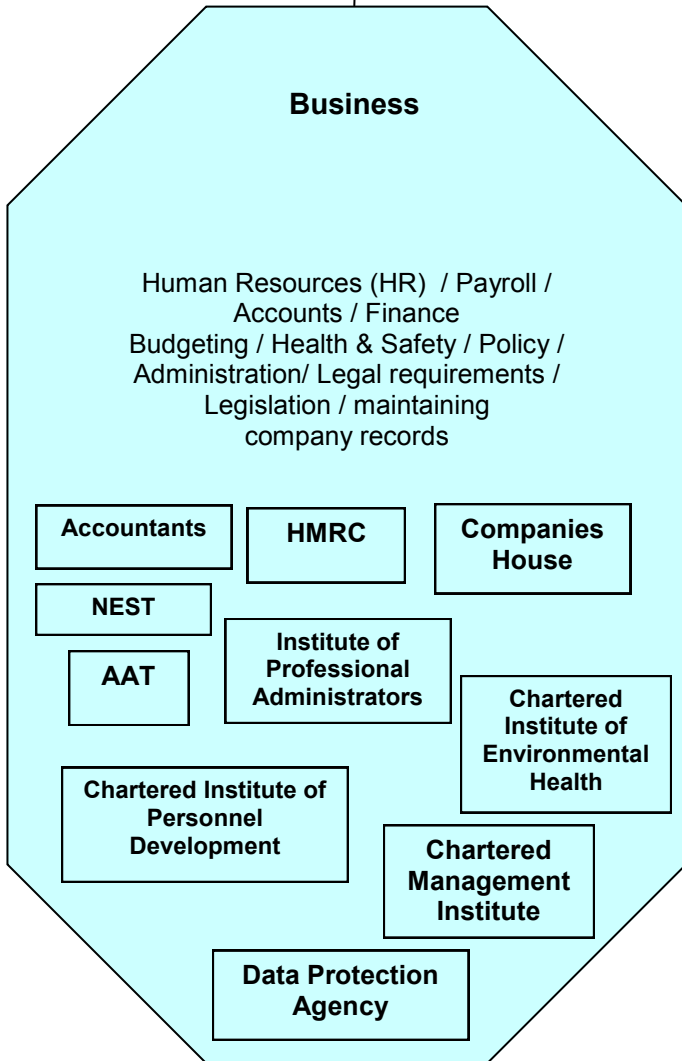 Business
Human Resources (HR)  / Payroll /
Accounts / Finance
Budgeting / Health & Safety / Policy /
Administration/ Legal requirements /
Legislation / maintaining
company records
Accountants
HMRC
Companies
House
NEST
Institute of
Professional
Administrators
AAT
Chartered
Institute of
Environmental
Health
Chartered Institute of
Personnel
Development
Chartered
Management
Institute
Data Protection
Agency